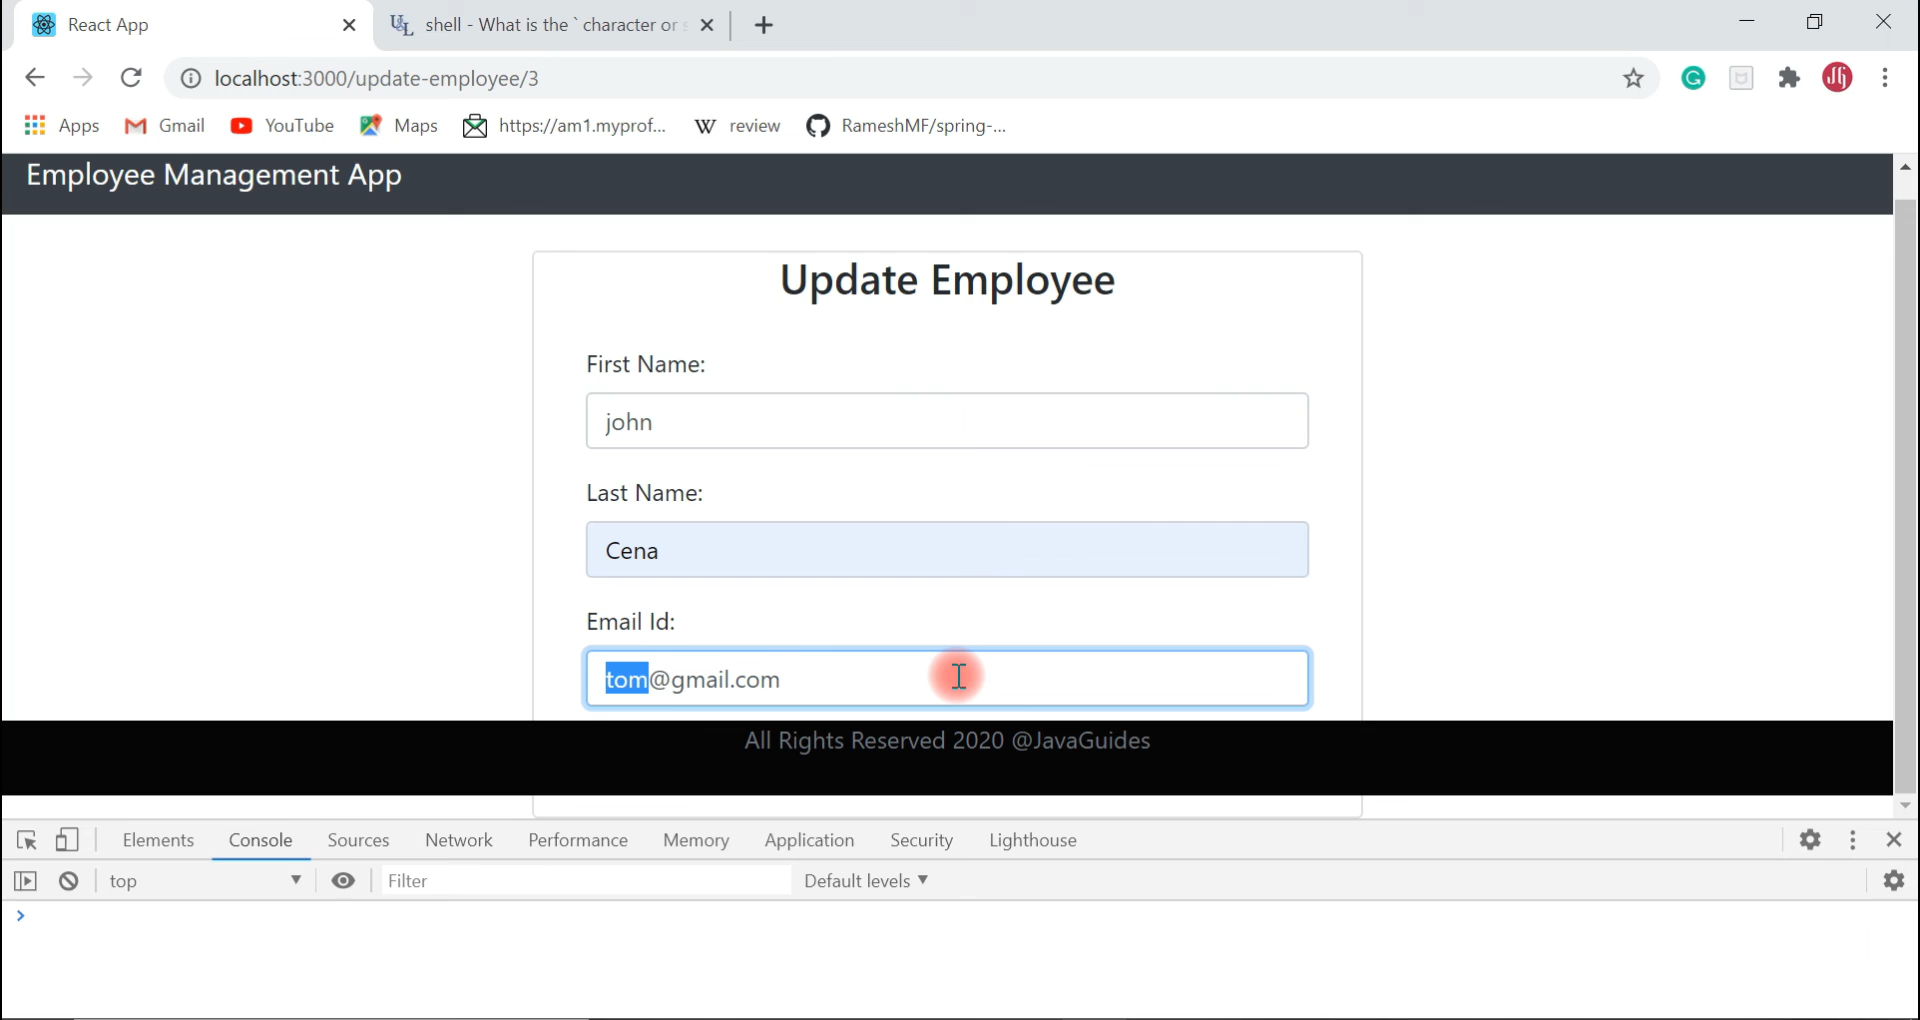 React App
shell - What is the ` character or
localhost:3000/update-employee/3
Apps
Gmail
YouTube
Maps
https://am1.myprof...
W review
RameshMF/spring-...
Employee Management App
Update Employee
First Name:
john
Last Name:
Cena
Email Id:
tom@gmail.com
All Rights Reserved 2020 @JavaGuides
Elements Console Sources Network Performance Memory Application Security Lighthouse
top
Filter
Default levels